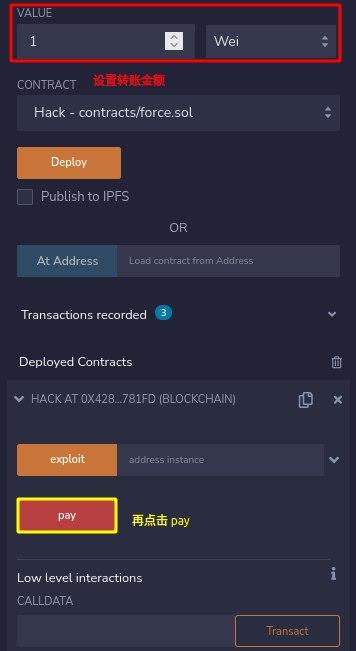 VALUE
1
Wei
CONTRACT
设置转账金额
Hack - contracts/force.sol
Deploy
Publish to IPFS
OR
At Address
Load contract from Address
Transactions recorded
3
Deployed Contracts
HACK AT 0X428...781FD (BLOCKCHAIN)
exploit
address instance
pay
再点击 pay
Low level interactions
i
CALLDATA
Transact